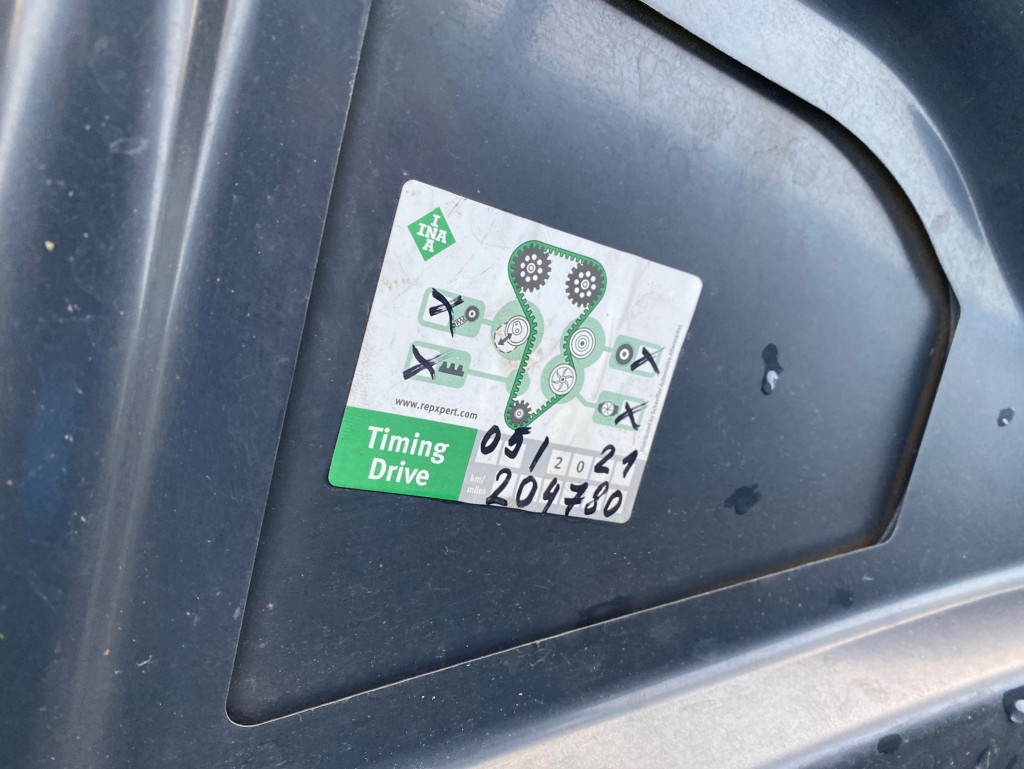 I
INA
A
www.repxpert.com
Timing
Drive
05/ 20 21
km/
miles
204780